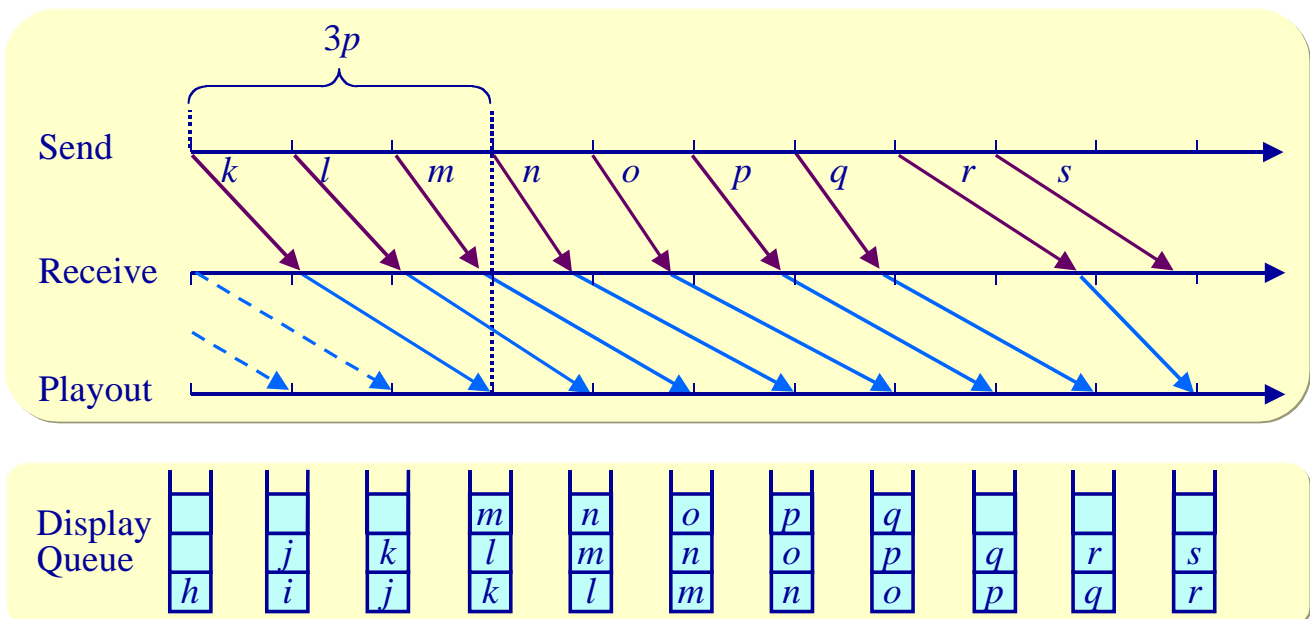 3p
Send
k l m n o p q r s
Receive
Playout
m n o p q
Display
Queue
j k l m n o p q r s
h i j k l m n o p q r